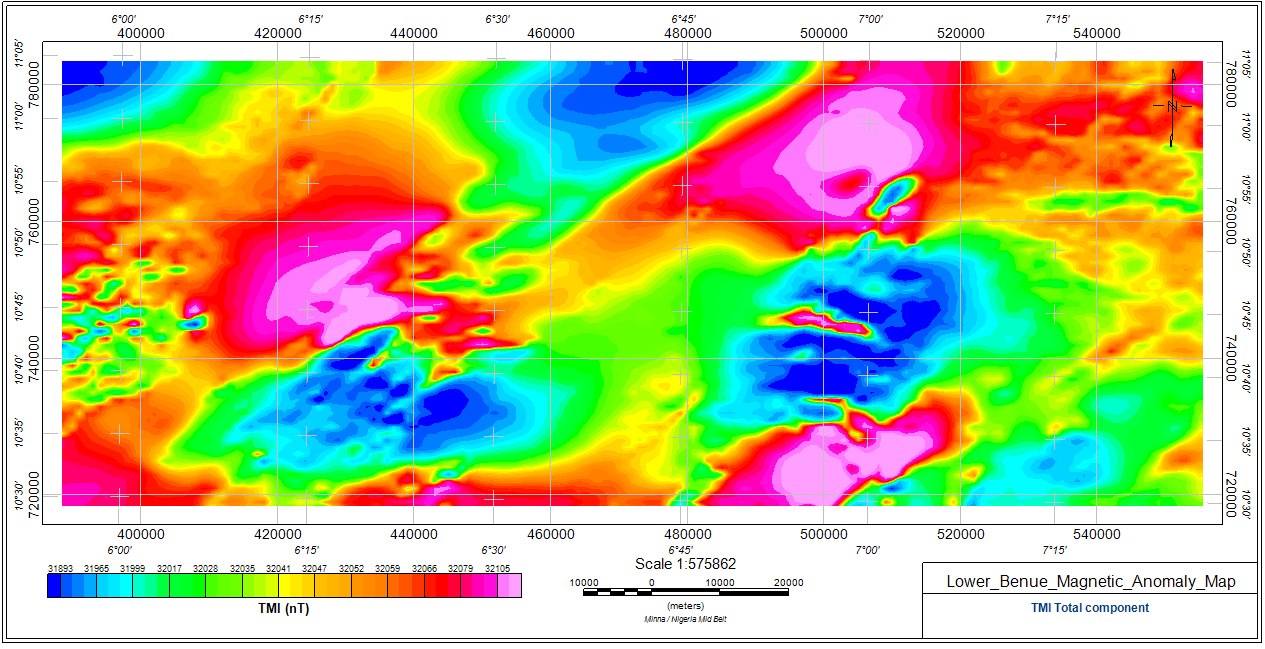 6°00' 6°15' 6°30' 6°45' 7°00' 7°15'
400000 420000 440000 460000 480000 500000 520000 540000
11°05' 11°00' 10°55' 10°50' 10°45' 10°40' 10°35' 10°30'
780000 760000 740000 720000
N
780000 760000 740000 720000
11°05' 11°00' 10°55' 10°50' 10°45' 10°40' 10°35' 10°30'
400000 420000 440000 460000 480000 500000 520000 540000
6°00' 6°15' 6°30' 6°45' 7°00' 7°15'
31893 31965 31999 32017 32028 32035 32041 32047 32052 32059 32066 32079 32105
TMI (nT)
Scale 1:575862
10000 0 10000 20000
(meters)
Minna / Nigeria Mid Belt
Lower_Benue_Magnetic_Anomaly_Map
TMI Total component